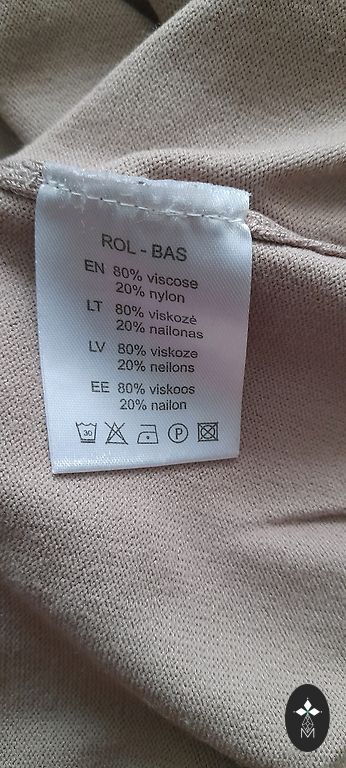 ROL - BAS
EN 80% viscose
20% nylon
LT 80% viskozė
20% nailonas
LV 80% viskoze
20% neilons
EE 80% viskoos
20% nailon
30 P